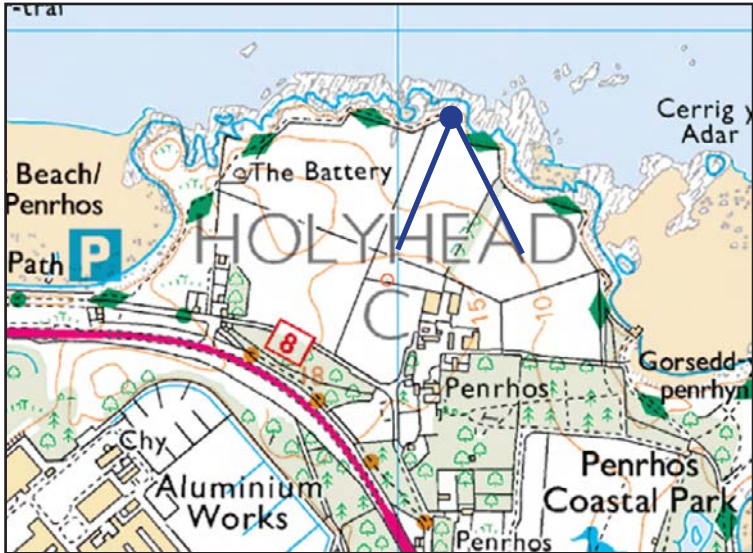 Cerrig y
Adar
Beach/
Penrhos
The Battery
HOLYHEAD
C
Path P
8
15
10
18
Penrhos
Gorsedd-y
penrhyn
Chy
Aluminium
Works
Penrhos
Coastal Park
Penrhos